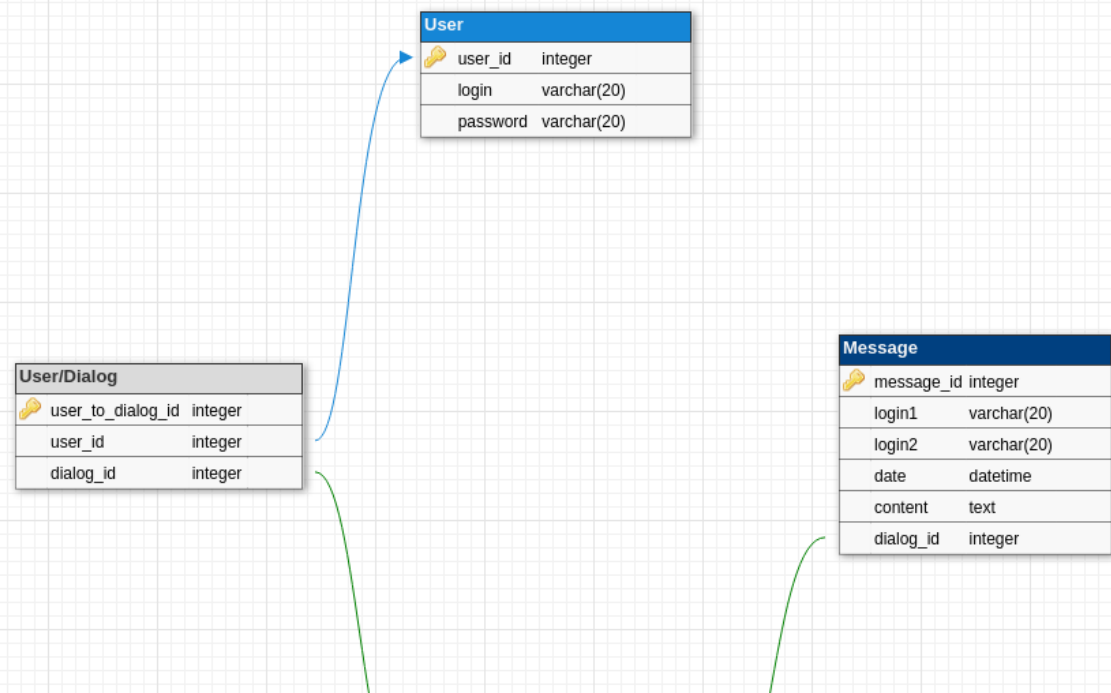 User
user_id integer
login varchar(20)
password varchar(20)
User/Dialog
user_to_dialog_id integer
user_id integer
dialog_id integer
Message
message_id integer
login1 varchar(20)
login2 varchar(20)
date datetime
content text
dialog_id integer